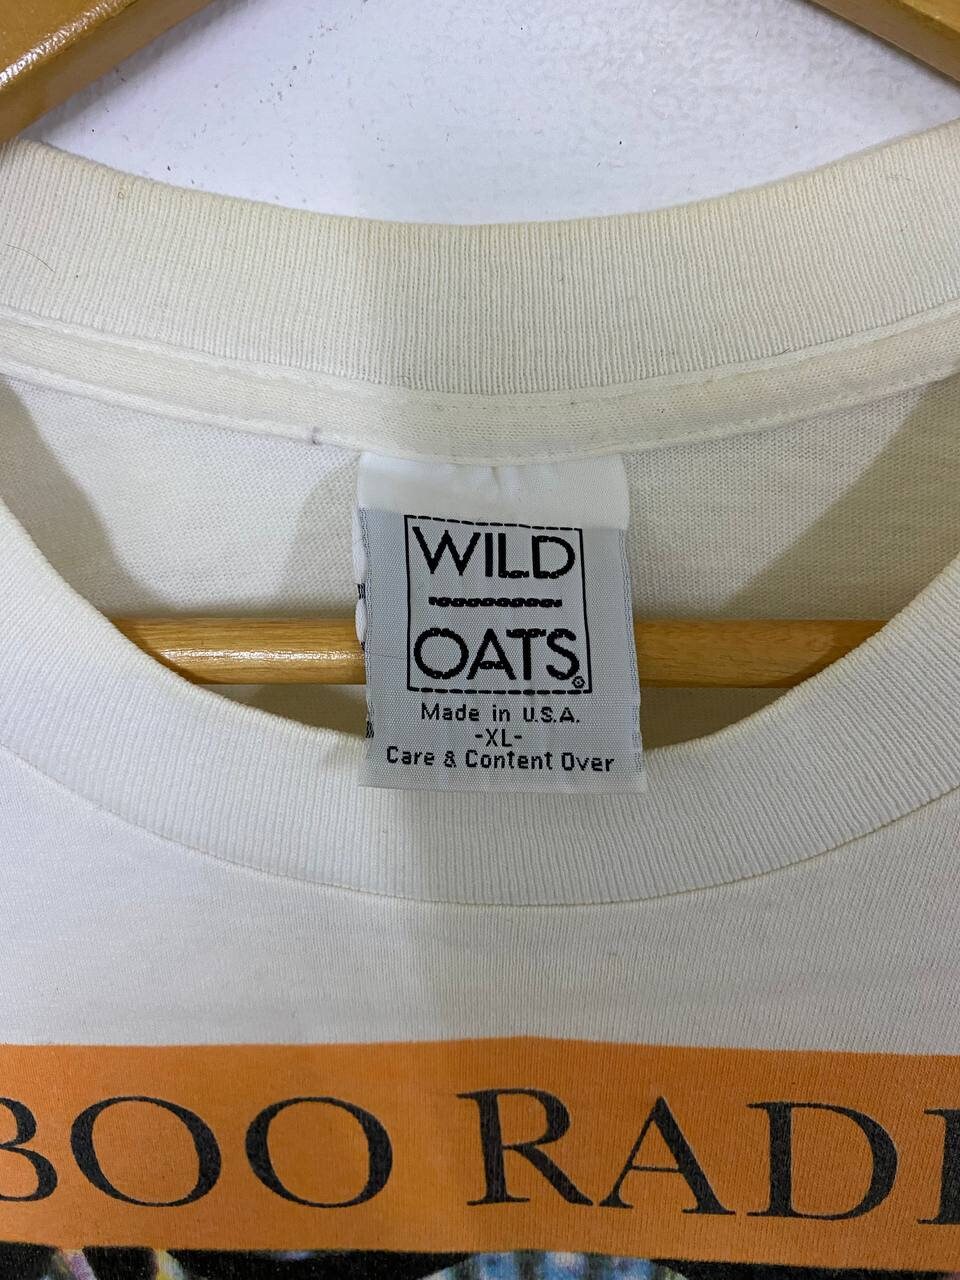 WILD
OATS®
Made in U.S.A.
-XL-
Care & Content Over
BOO RAD